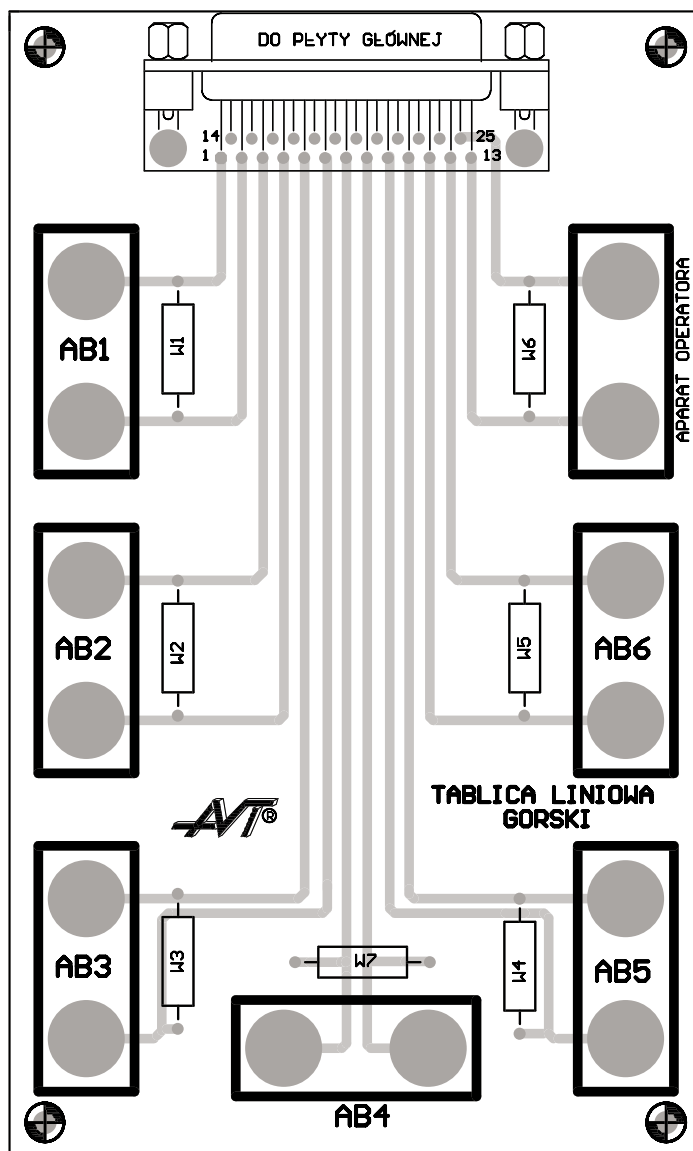 DO PŁYTY GŁÓWNEJ
14
25
1
13
AB1
W1
W6
APARAT OPERATORA
AB2
W2
W5
AB6
AVT®
TABLICA LINIOWA
GORSKI
AB3
W3
W7
W4
AB5
AB4